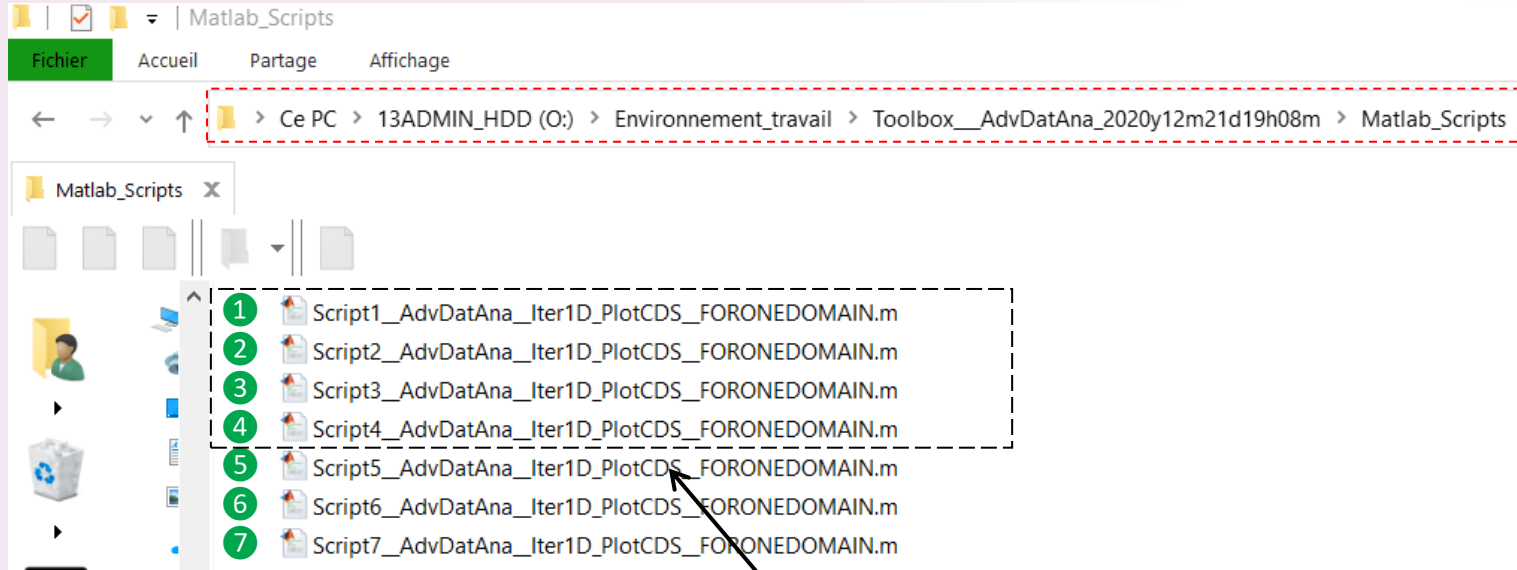 Matlab_Scripts
Fichier Accueil Partage Affichage
Ce PC > 13ADMIN_HDD (O:) > Environnement_travail > Toolbox__AdvDatAna_2020y12m21d19h08m > Matlab_Scripts
Matlab_Scripts X
1 Script1__AdvDatAna__Iter1D_PlotCDS__FORONEDOMAIN.m
2 Script2__AdvDatAna__Iter1D_PlotCDS__FORONEDOMAIN.m
3 Script3__AdvDatAna__Iter1D_PlotCDS__FORONEDOMAIN.m
4 Script4__AdvDatAna__Iter1D_PlotCDS__FORONEDOMAIN.m
5 Script5__AdvDatAna__Iter1D_PlotCDS__FORONEDOMAIN.m
6 Script6__AdvDatAna__Iter1D_PlotCDS__FORONEDOMAIN.m
7 Script7__AdvDatAna__Iter1D_PlotCDS__FORONEDOMAIN.m